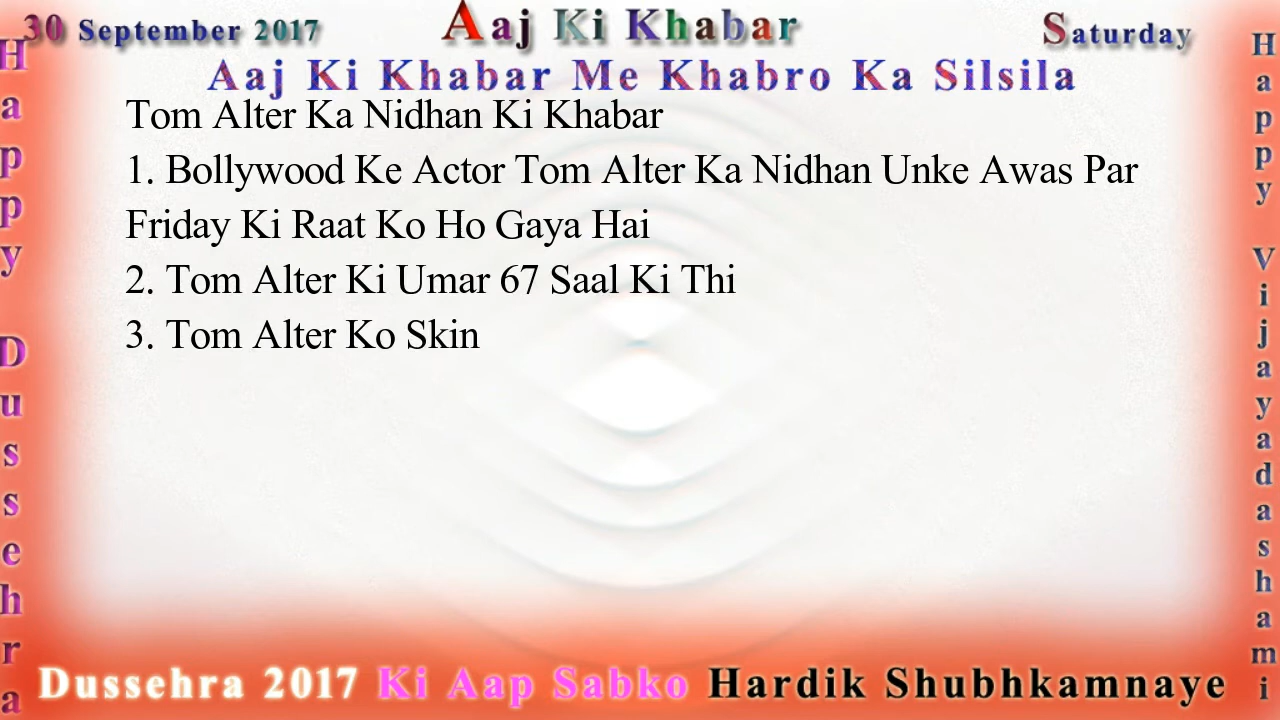 30 September 2017
Aaj Ki Khabar
Saturday
Aaj Ki Khabar Me Khabro Ka Silsila
Tom Alter Ka Nidhan Ki Khabar
1. Bollywood Ke Actor Tom Alter Ka Nidhan Unke Awas Par
Friday Ki Raat Ko Ho Gaya Hai
2. Tom Alter Ki Umar 67 Saal Ki Thi
3. Tom Alter Ko Skin
Happy Dussehra
Happy Vijayadashami
Dussehra 2017 Ki Aap Sabko Hardik Shubhkamnaye